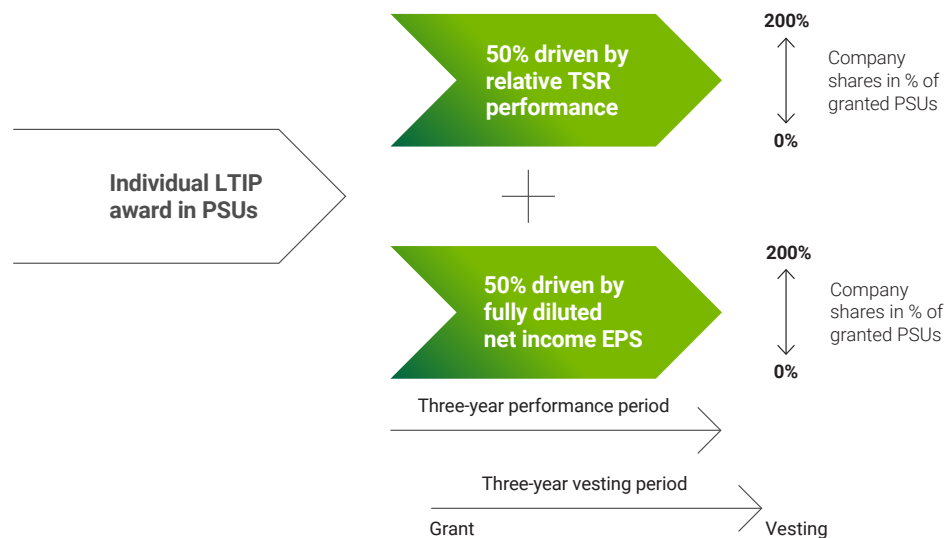 Individual LTIP
award in PSUs
50% driven by
relative TSR
performance
200%
0%
Company
shares in % of
granted PSUs
50% driven by
fully diluted
net income EPS
200%
0%
Company
shares in % of
granted PSUs
Three-year performance period
Three-year vesting period
Grant
Vesting